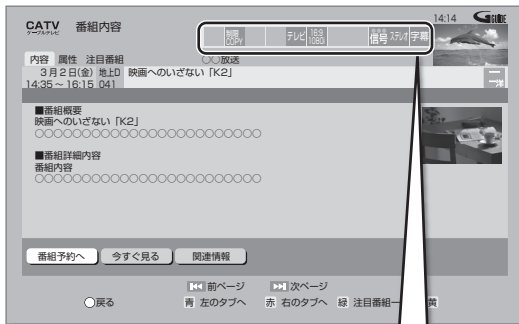 CATV 番組内容
ケーブルテレビ
制限
COPY
テレビ 16:9
1080i
信号 ステレオ 字幕
14:14 GGUIDE
内容 属性 注目番組 ○○放送
3月2日(金) 地上D 映画へのいざない「K2」
14:35～16:15 041
二
一洋
■番組概要
映画へのいざない「K2」
○○○○○○○○○○○○○○○○○○○○○○○○
■番組詳細内容
番組内容
○○○○○○○○○○○○○○○○○○○○○○○○
番組予約へ 今すぐ見る 関連情報
前ページ 次ページ
○戻る 青 左のタブへ 赤 右のタブへ 緑 注目番組一 黄